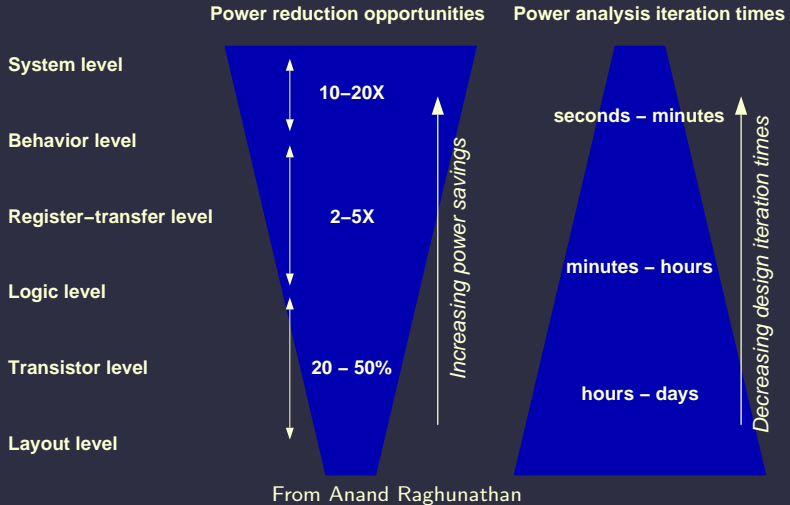 Power reduction opportunities
Power analysis iteration times
System level
10–20X
seconds – minutes
Behavior level
Register–transfer level
2–5X
Increasing power savings
minutes – hours
Decreasing design iteration times
Logic level
Transistor level
20 – 50%
hours – days
Layout level
From Anand Raghunathan